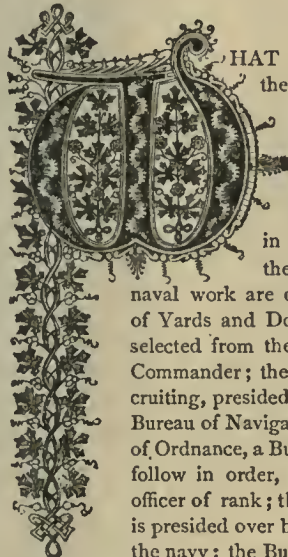 WHAT
the
in
the
naval work are
of Yards and Do
selected from the
Commander; the
cruiting, presided
Bureau of Naviga
of Ordnance, a Bu
follow in order,
officer of rank; th
is presided over b
the navy; the Bu